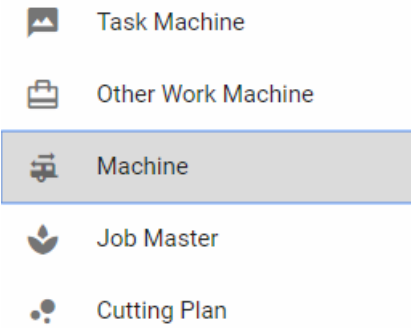 Task Machine
Other Work Machine
Machine
Job Master
Cutting Plan